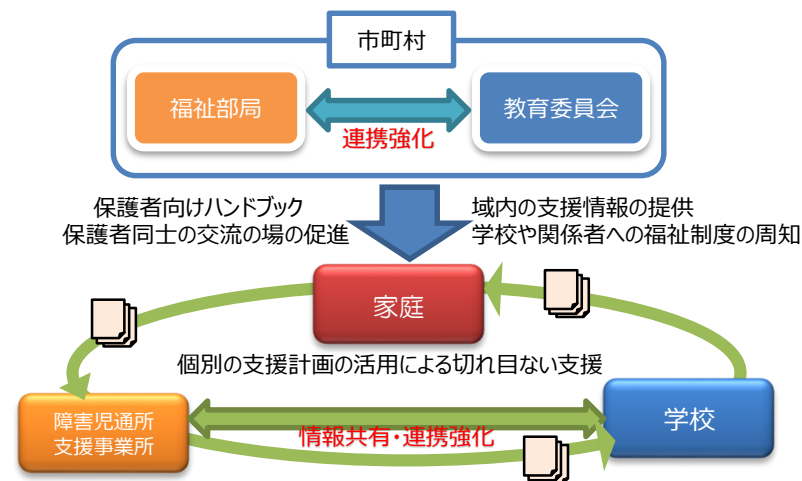 市町村
福祉部局
教育委員会
連携強化
保護者向けハンドブック
保護者同士の交流の場の促進
域内の支援情報の提供
学校や関係者への福祉制度の周知
家庭
個別の支援計画の活用による切れ目ない支援
障害児通所
支援事業所
学校
情報共有・連携強化